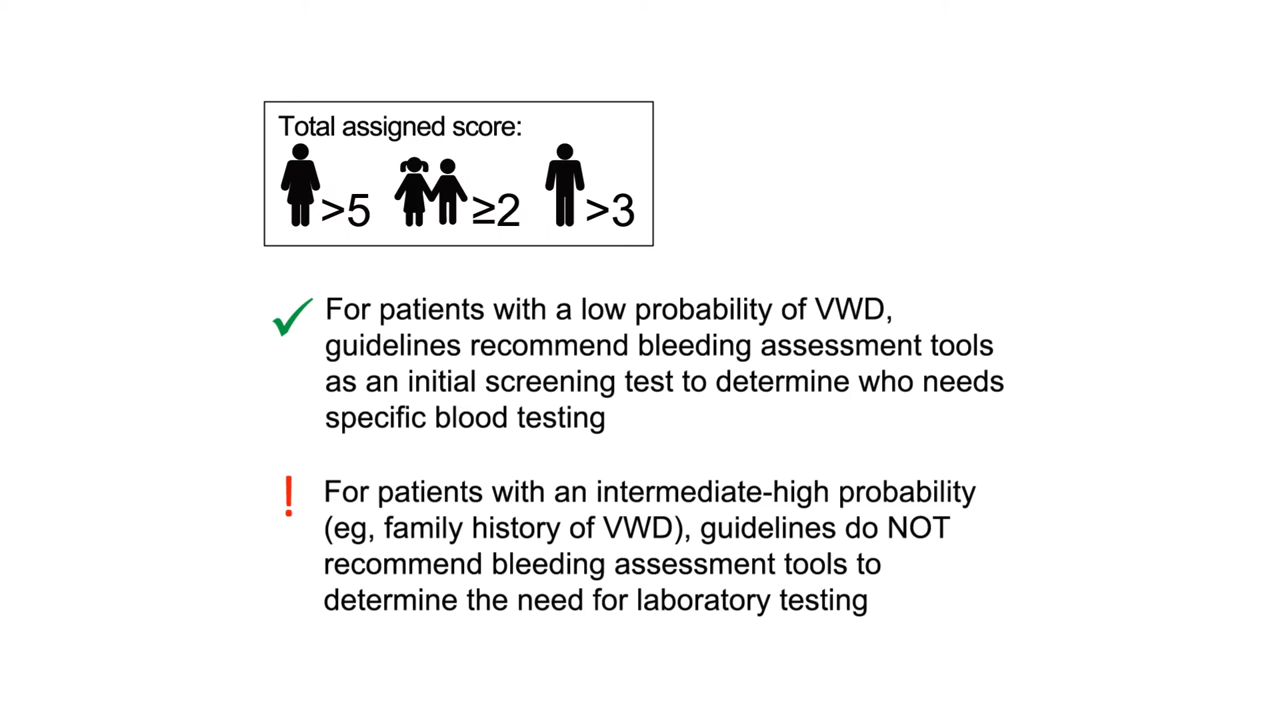 Total assigned score:
>5 ≥2 >3
For patients with a low probability of VWD,
guidelines recommend bleeding assessment tools
as an initial screening test to determine who needs
specific blood testing
For patients with an intermediate-high probability
(eg, family history of VWD), guidelines do NOT
recommend bleeding assessment tools to
determine the need for laboratory testing